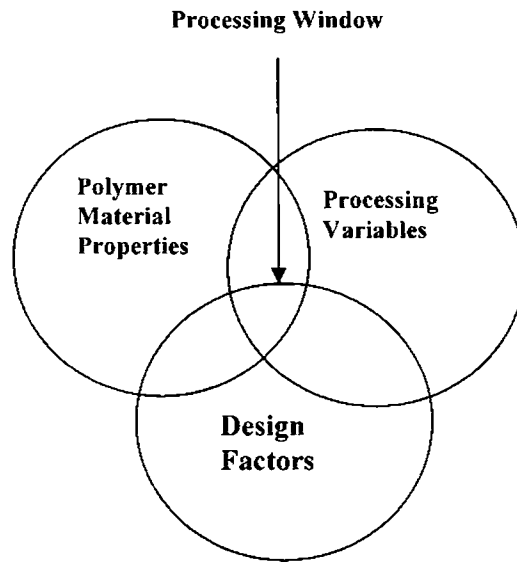 Processing Window
Polymer
Material
Properties
Processing
Variables
Design
Factors